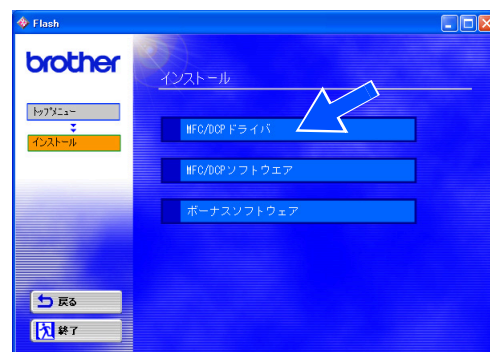 Flash
brother
インストール
トップメニュー
インストール
MFC/DCPドライバ
MFC/DCPソフトウエア
ボーナスソフトウェア
戻る
終了